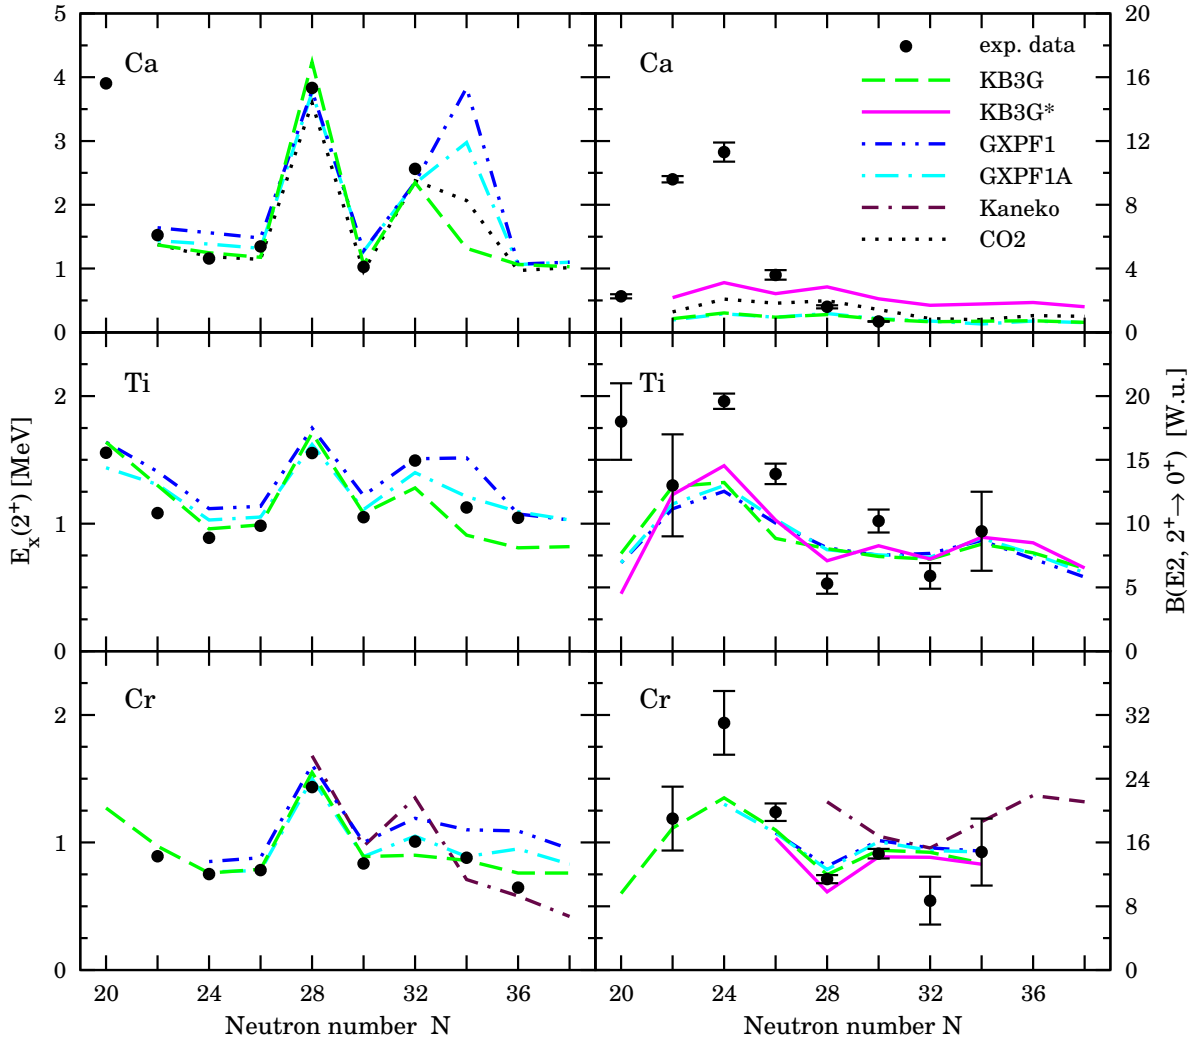 5
4
3
2
1
0
Ca
20
16
12
8
4
0
Ca
exp. data
KB3G
KB3G*
GXPF1
GXPF1A
Kaneko
CO2
2
1
0
Ti
20
15
10
5
0
Ti
2
1
0
Cr
32
24
16
8
0
Cr
E_x(2⁺) [MeV]
B(E2, 2⁺→ 0⁺) [W.u.]
20 24 28 32 36
20 24 28 32 36
Neutron number N
Neutron number N